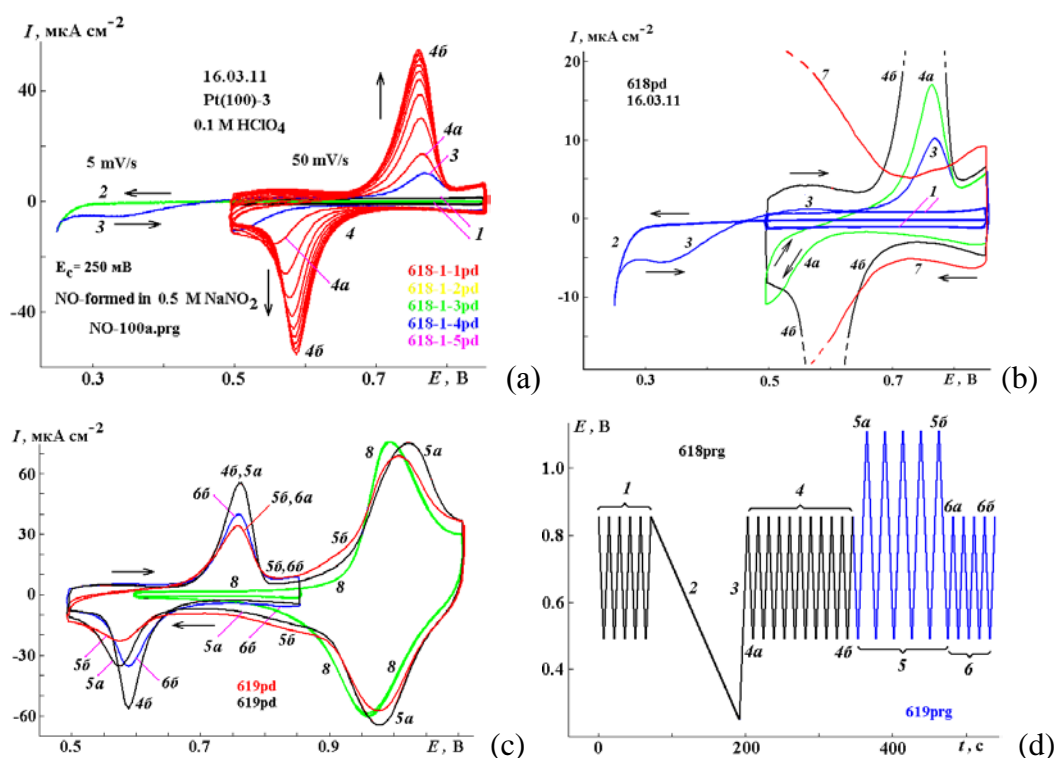 I , мкА см⁻²
40
0
-40
16.03.11
Pt(100)-3
0.1 M HClO₄
5 mV/s
50 mV/s
4б
4a
3
2
3
4
1
4a
4б
E_c= 250 мВ
NO-formed in 0.5 M NaNO₂
NO-100a.prg
618-1-1pd
618-1-2pd
618-1-3pd
618-1-4pd
618-1-5pd
0.3
0.5
0.7
E , В
(a)
I , мкА см⁻²
20
10
0
-10
618pd
16.03.11
7
4б
4a
3
1
3
2
3
4a
4б
7
4б
0.3
0.5
0.7
E , В
(b)
I , мкА см⁻²
60
30
0
-30
-60
4б,5a
6б
5б,6a
8
5a
5б
5б,6б
8
8
5б
5a
6б
4б
5a
6б
5б
8
5a
619pd
619pd
0.5
0.7
0.9
E , В
(c)
E , В
1.0
0.8
0.6
0.4
618prg
1
2
3
4
4a
4б
5a
5б
6a
6б
5
6
619prg
0
200
400
t , с
(d)